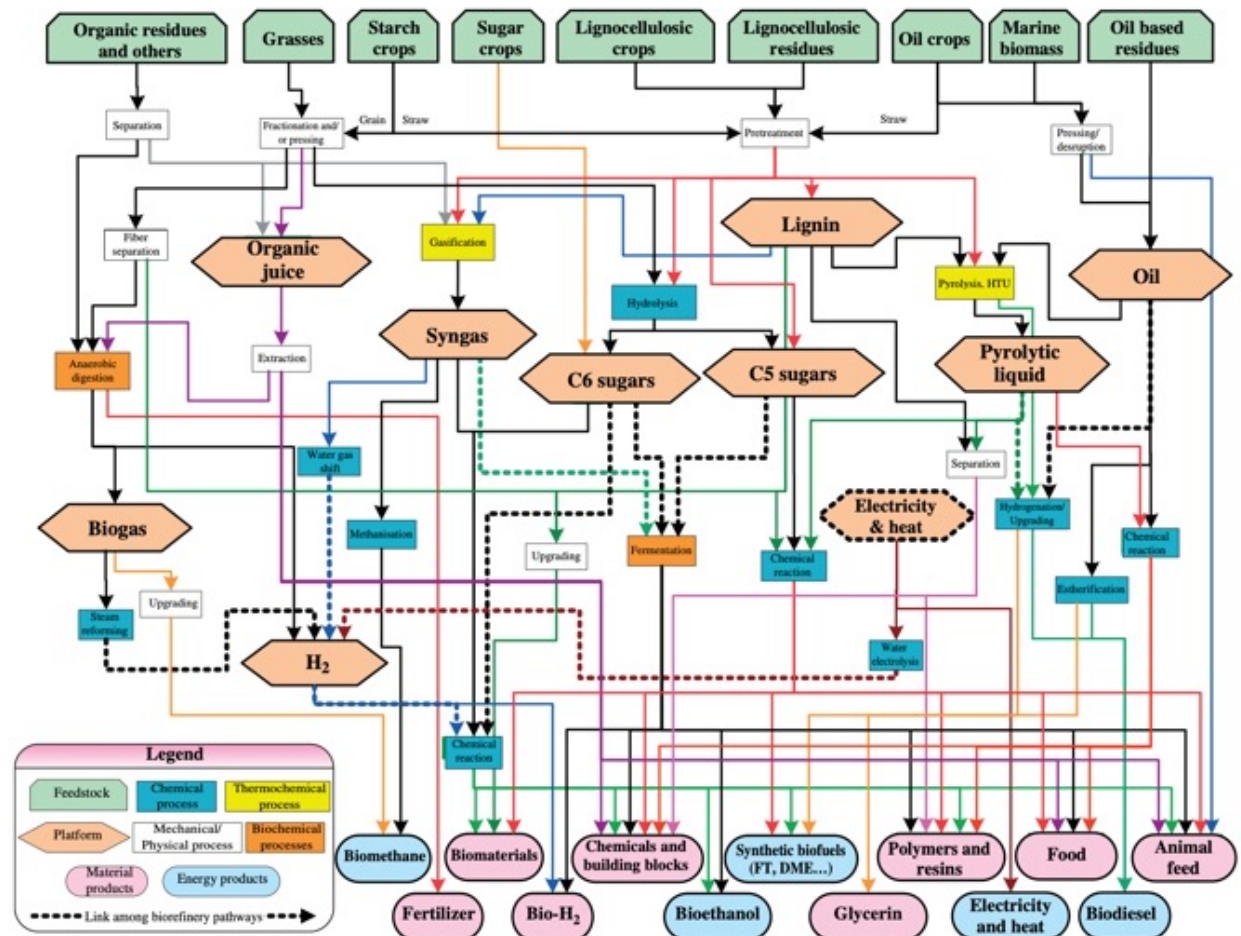 Organic residues
and others
Grasses
Starch
crops
Sugar
crops
Lignocellulosic
crops
Lignocellulosic
residues
Oil crops
Marine
biomass
Oil based
residues
Separation
Fractionation and/
or pressing
Grain
Straw
Pretreatment
Straw
Pressing/
desruption
Fiber
separation
Organic
juice
Gasification
Lignin
Pyrolysis, HTU
Oil
Hydrolysis
Syngas
Extraction
Anaerobic
digestion
C6 sugars
C5 sugars
Pyrolytic
liquid
Water gas
shift
Separation
Biogas
Methanisation
Upgrading
Fermentation
Chemical
reaction
Electricity
& heat
Hydrogenation/
Upgrading
Chemical
reaction
Estherification
Steam
reforming
Upgrading
H2
Water
electrolysis
Chemical
reaction
Legend
Feedstock
Chemical
process
Thermochemical
process
Platform
Mechanical/
Physical process
Biochemical
processes
Material
products
Energy products
Link among biorefinery pathways
Biomethane
Biomaterials
Chemicals and
building blocks
Synthetic biofuels
(FT, DME...)
Polymers and
resins
Food
Animal
feed
Fertilizer
Bio-H2
Bioethanol
Glycerin
Electricity
and heat
Biodiesel